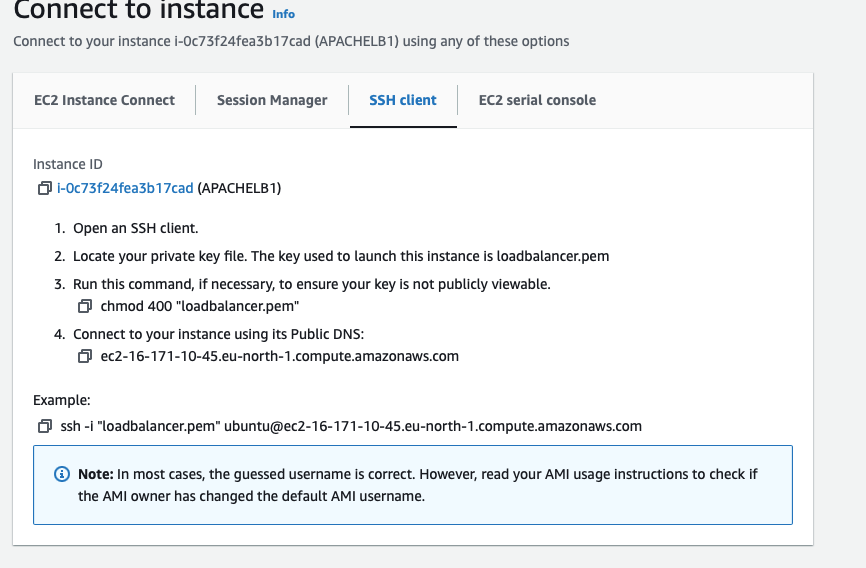 Connect to instance Info
Connect to your instance i-0c73f24fea3b17cad (APACHELB1) using any of these options
EC2 Instance Connect
Session Manager
SSH client
EC2 serial console
Instance ID
i-0c73f24fea3b17cad (APACHELB1)
1. Open an SSH client.
2. Locate your private key file. The key used to launch this instance is loadbalancer.pem
3. Run this command, if necessary, to ensure your key is not publicly viewable.
chmod 400 "loadbalancer.pem"
4. Connect to your instance using its Public DNS:
ec2-16-171-10-45.eu-north-1.compute.amazonaws.com
Example:
ssh -i "loadbalancer.pem" ubuntu@ec2-16-171-10-45.eu-north-1.compute.amazonaws.com
Note: In most cases, the guessed username is correct. However, read your AMI usage instructions to check if
the AMI owner has changed the default AMI username.